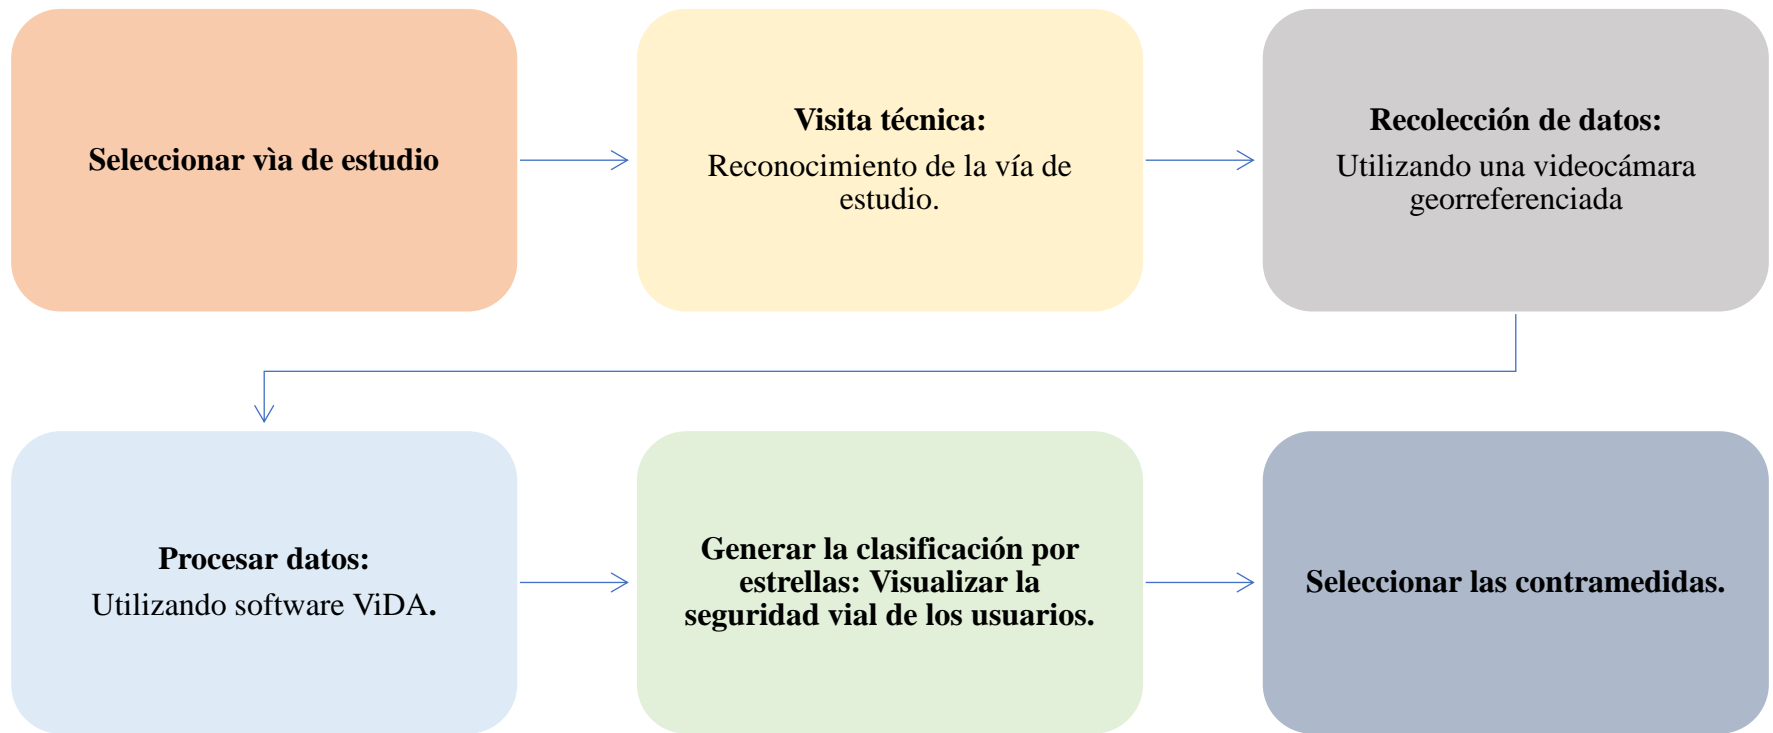 Seleccionar vìa de estudio
Visita técnica:
Reconocimiento de la vía de
estudio.
Recolección de datos:
Utilizando una videocámara
georreferenciada
Procesar datos:
Utilizando software ViDA.
Generar la clasificación por
estrellas: Visualizar la
seguridad vial de los usuarios.
Seleccionar las contramedidas.